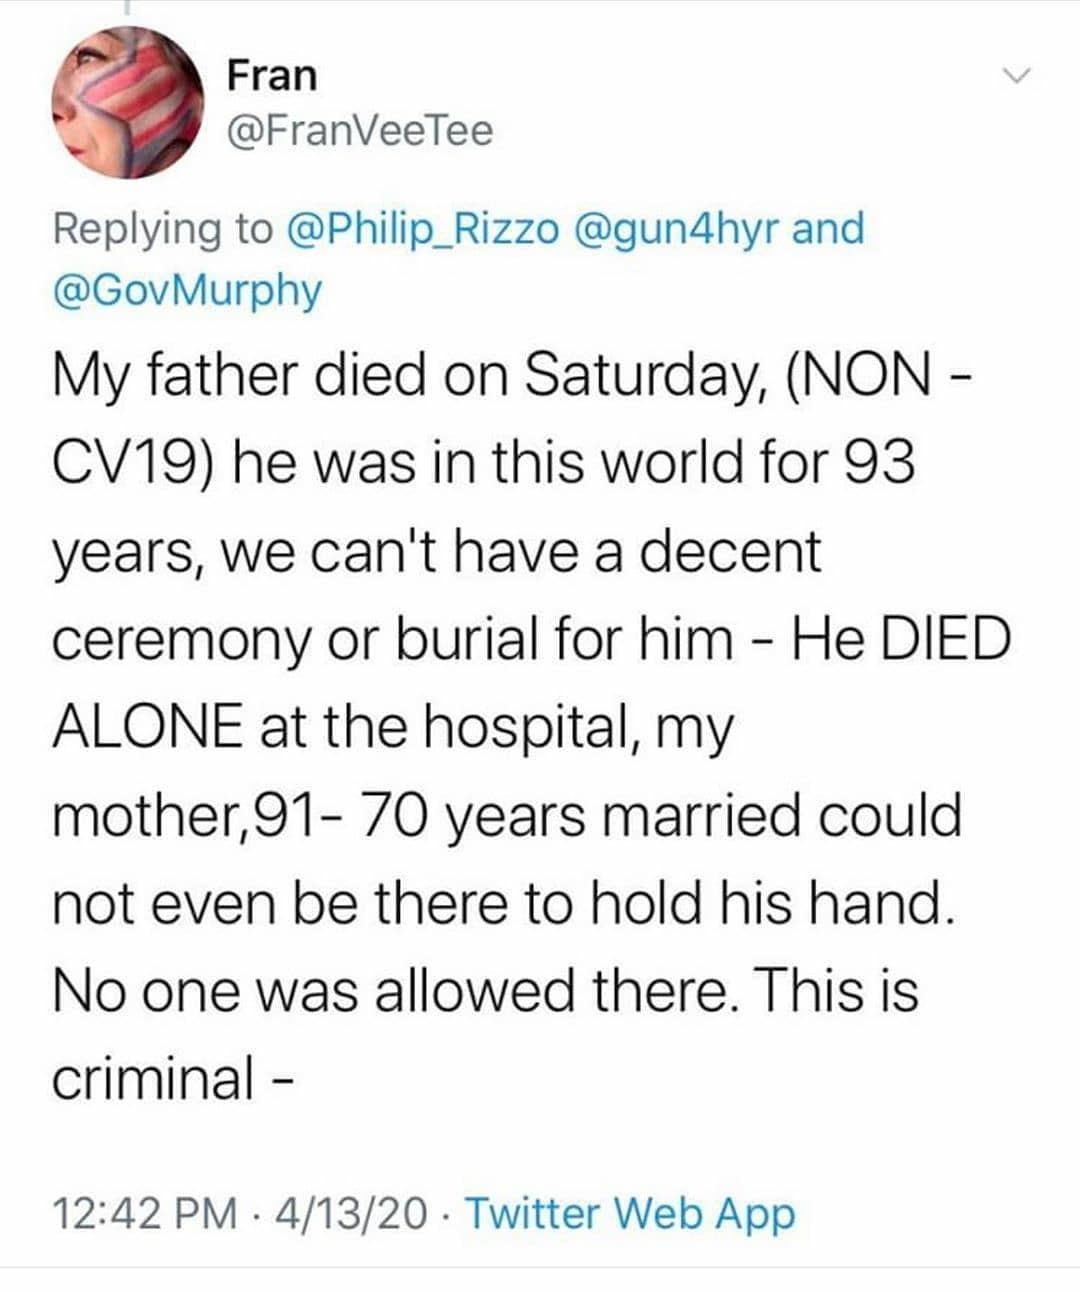 Fran
@FranVeeTee
Replying to @Philip_Rizzo @gun4hyr and
@GovMurphy
My father died on Saturday, (NON -
CV19) he was in this world for 93
years, we can't have a decent
ceremony or burial for him - He DIED
ALONE at the hospital, my
mother,91- 70 years married could
not even be there to hold his hand.
No one was allowed there. This is
criminal -
12:42 PM · 4/13/20 · Twitter Web App